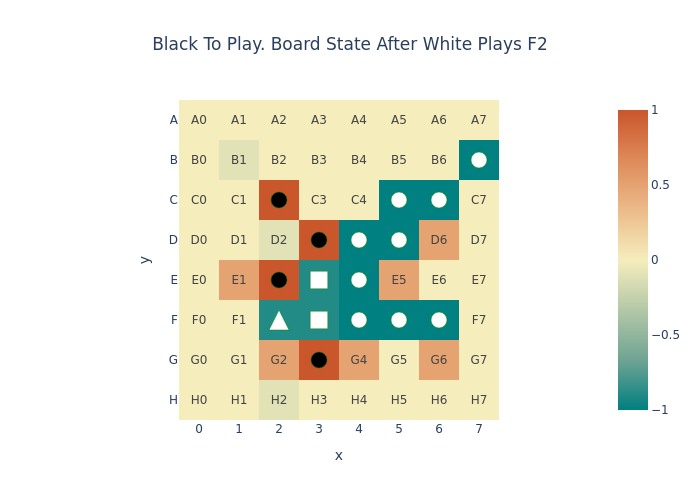 Black To Play. Board State After White Plays F2
A A0 A1 A2 A3 A4 A5 A6 A7
B B0 B1 B2 B3 B4 B5 B6
C C0 C1 C3 C4 C7
D D0 D1 D2 D6 D7
E E0 E1 E5 E6 E7
F F0 F1 F7
G G0 G1 G2 G4 G5 G6 G7
H H0 H1 H2 H3 H4 H5 H6 H7
0 1 2 3 4 5 6 7
x
y
1
0.5
0
−0.5
−1